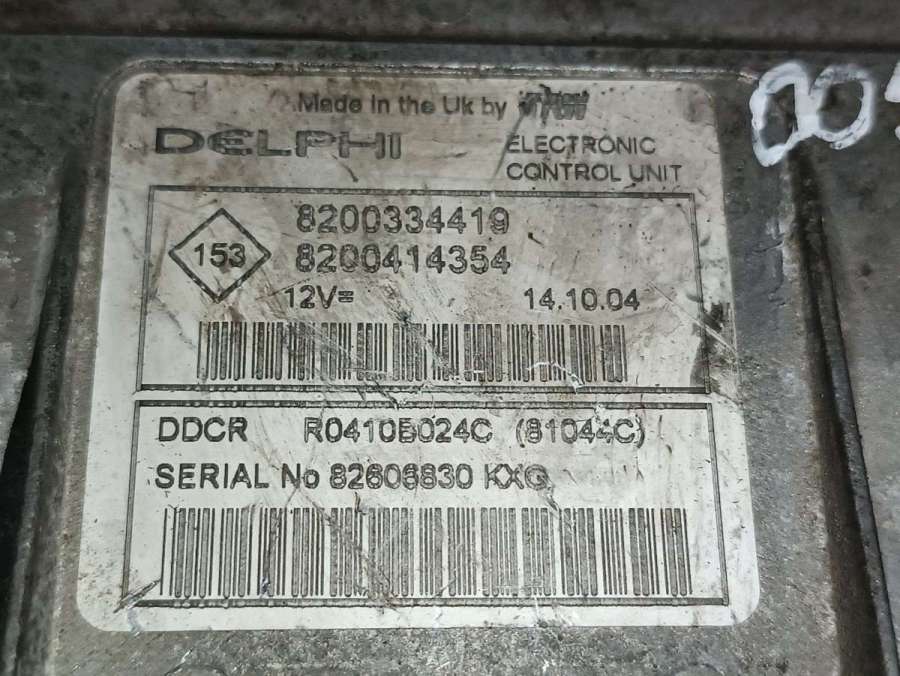 Made in the Uk by
DELPHI
ELECTRONIC
CONTROL UNIT
153
8200334419
8200414354
12V=
14.10.04
DDCR R0410B024C (81044C)
SERIAL No 82606830 KXG